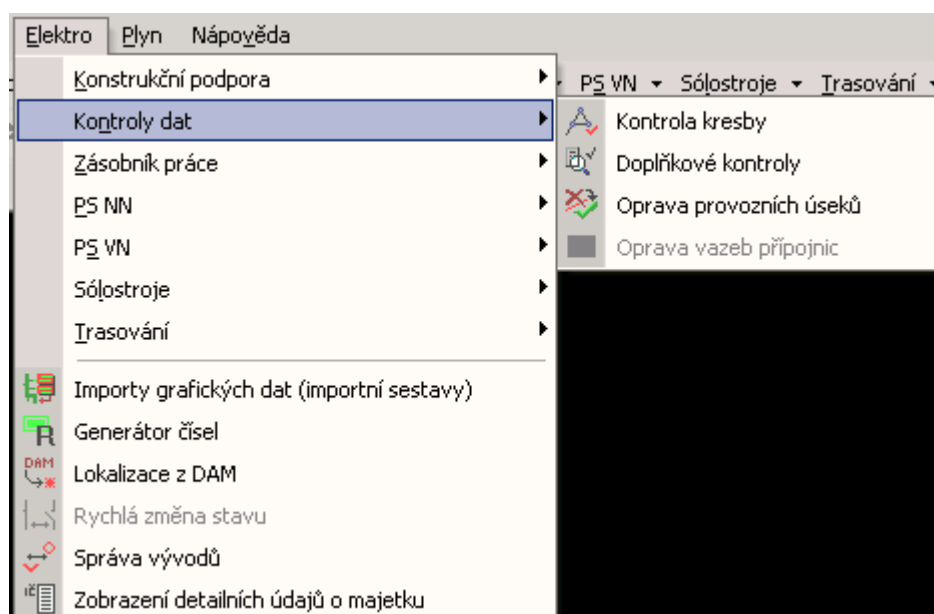 Elektro Plyn Nápověda
Konstrukční podpora
PS VN Sólostroje Trasování
Kontroly dat
Kontrola kresby
Zásobník práce
Doplňkové kontroly
PS NN
Oprava provozních úseků
PS VN
Oprava vazeb přípojnic
Sólostroje
Trasování
Importy grafických dat (importní sestavy)
Generátor čísel
R
DAM
Lokalizace z DAM
Rychlá změna stavu
Správa vývodů
IČ
Zobrazení detailních údajů o majetku